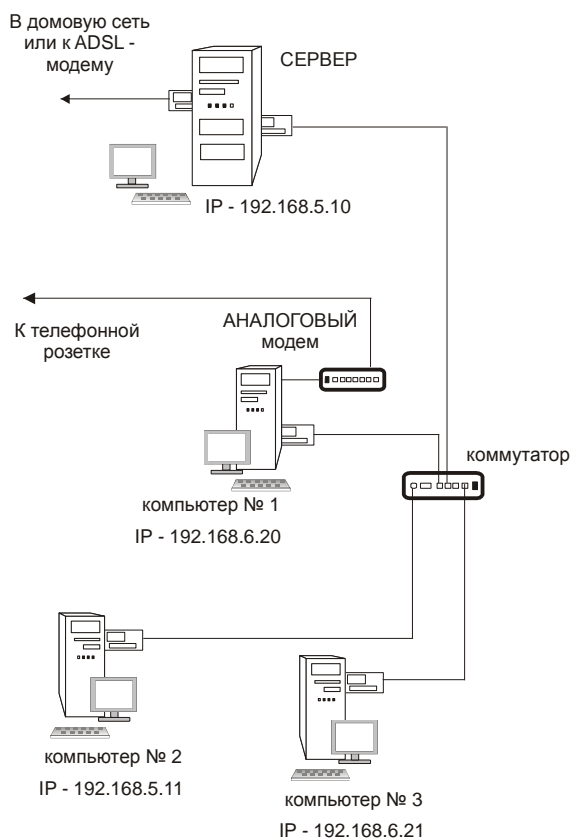 В домовую сеть
или к ADSL -
модему
СЕРВЕР
IP - 192.168.5.10
К телефонной
розетке
АНАЛОГОВЫЙ
модем
коммутатор
компьютер № 1
IP - 192.168.6.20
компьютер № 2
IP - 192.168.5.11
компьютер № 3
IP - 192.168.6.21